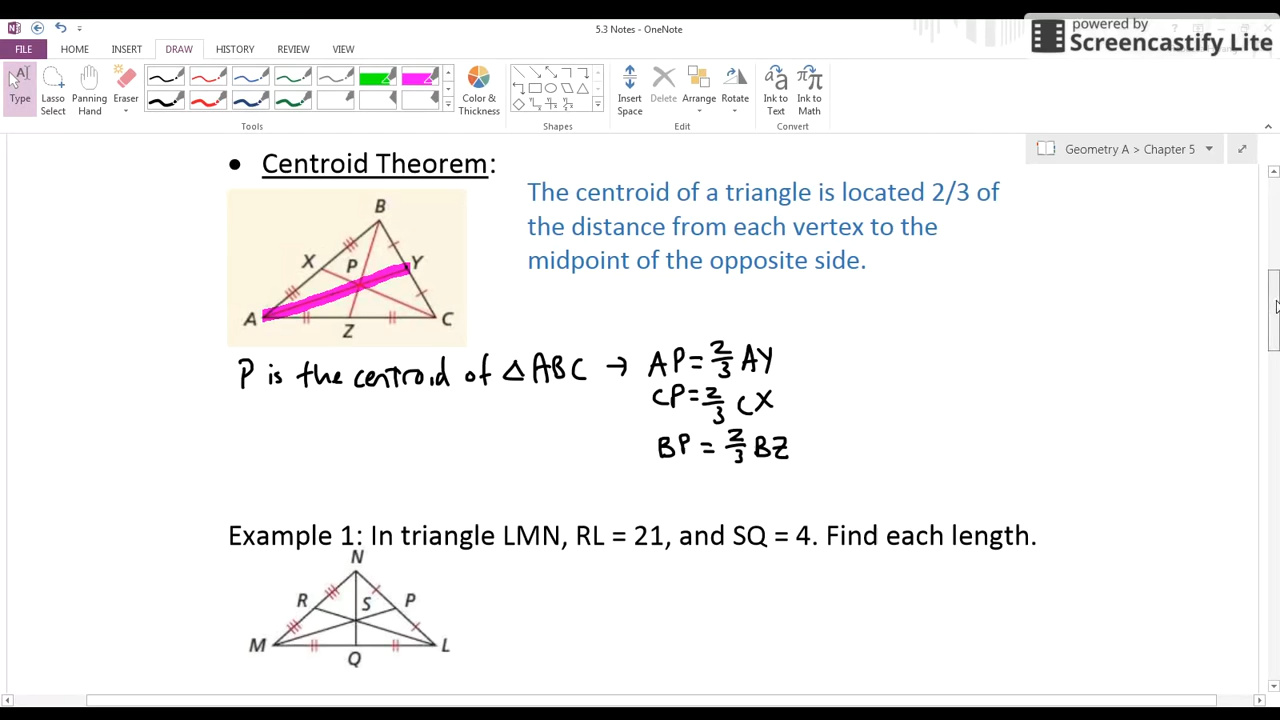 5.3 Notes - OneNote
powered by
Screencastify Lite
FILE HOME INSERT DRAW HISTORY REVIEW VIEW
Type
Lasso Select
Panning Hand
Eraser
Color & Thickness
Insert Space
Delete
Arrange
Rotate
Ink to Text
Ink to Math
Tools
Shapes
Edit
Convert
Geometry A > Chapter 5
• Centroid Theorem:
The centroid of a triangle is located 2/3 of
the distance from each vertex to the
midpoint of the opposite side.
B
X P Y
A C
Z
P is the centroid of △ABC → AP = 2/3 AY
CP = 2/3 CX
BP = 2/3 BZ
Example 1: In triangle LMN, RL = 21, and SQ = 4. Find each length.
N
R S P
M L
Q